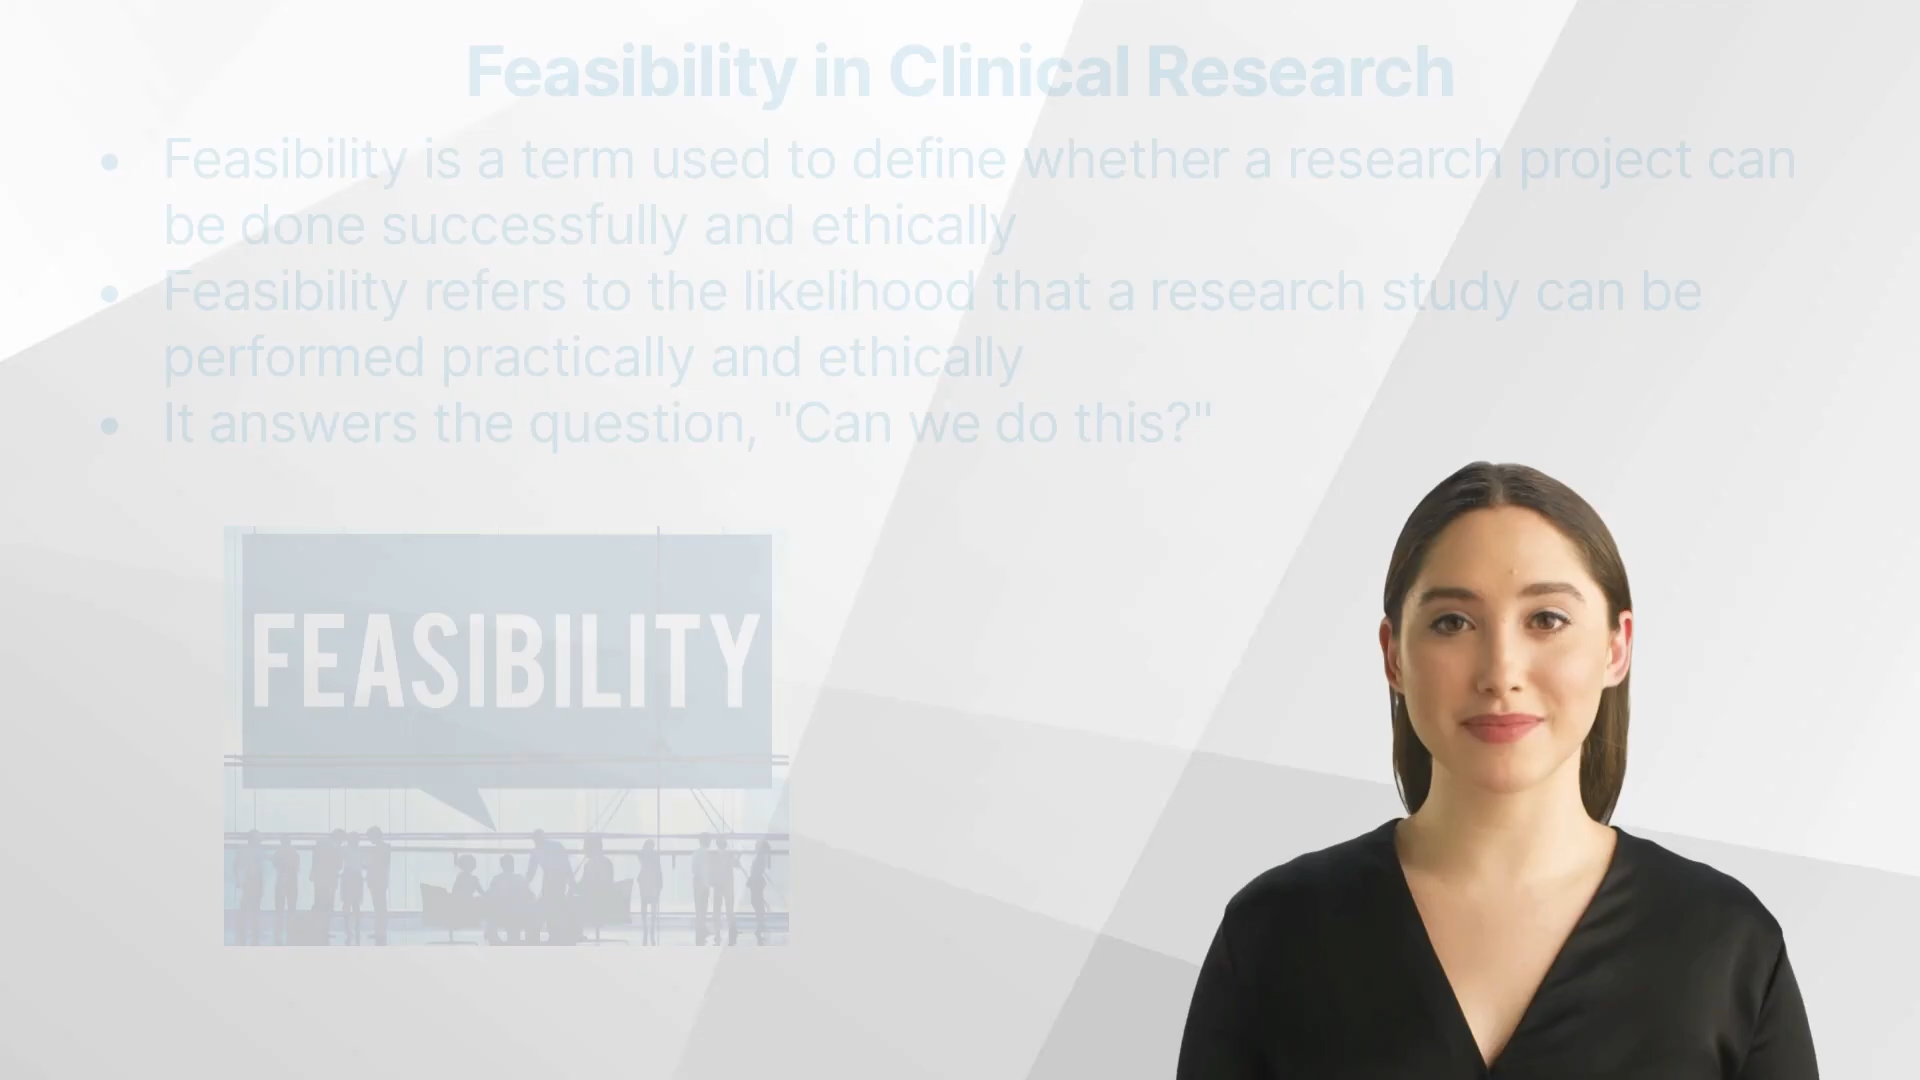 Feasibility in Clinical Research
• Feasibility is a term used to define whether a research project can
be done successfully and ethically
• Feasibility refers to the likelihood that a research study can be
performed practically and ethically
• It answers the question, "Can we do this?"
FEASIBILITY